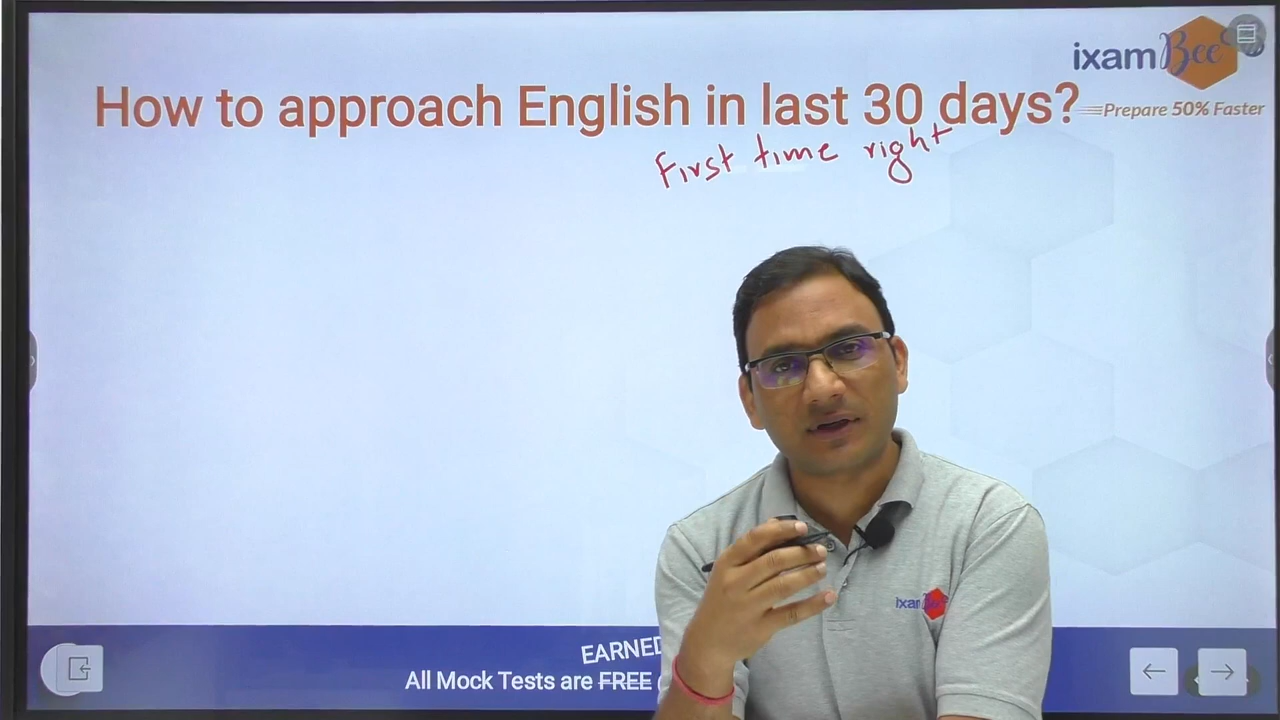 ixamBee
How to approach English in last 30 days?
Prepare 50% Faster
First time right
ixamBee
EARNED
All Mock Tests are FREE